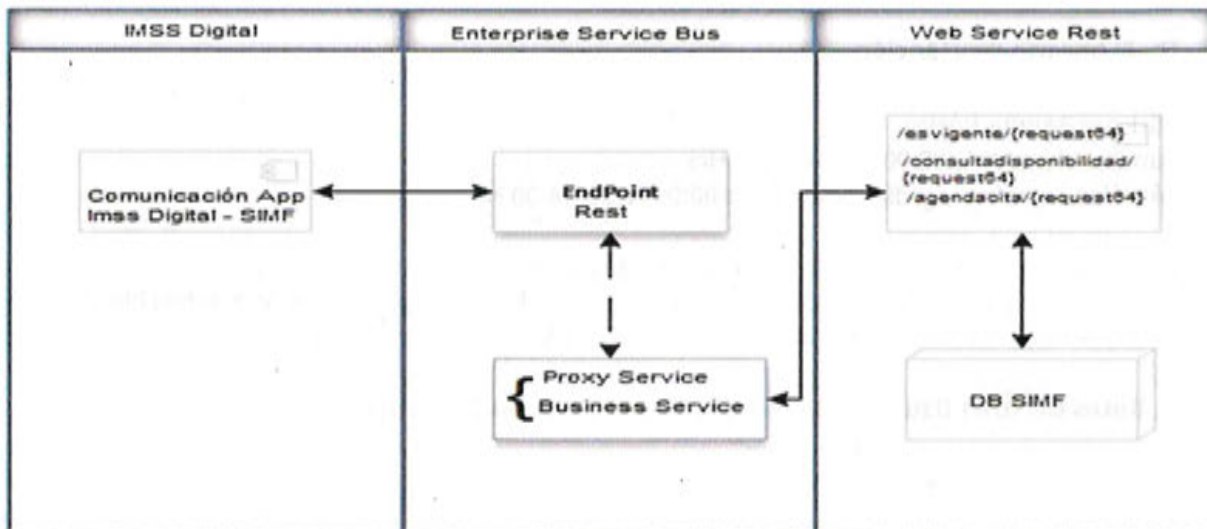 IMSS Digital
Enterprise Service Bus
Web Service Rest
Comunicación App
Imss Digital - SIMF
EndPoint
Rest
Proxy Service
Business Service
/esvigente/{request64}
/consultadisponibilidad/
{request64}
/agendacita/{request64}
DB SIMF